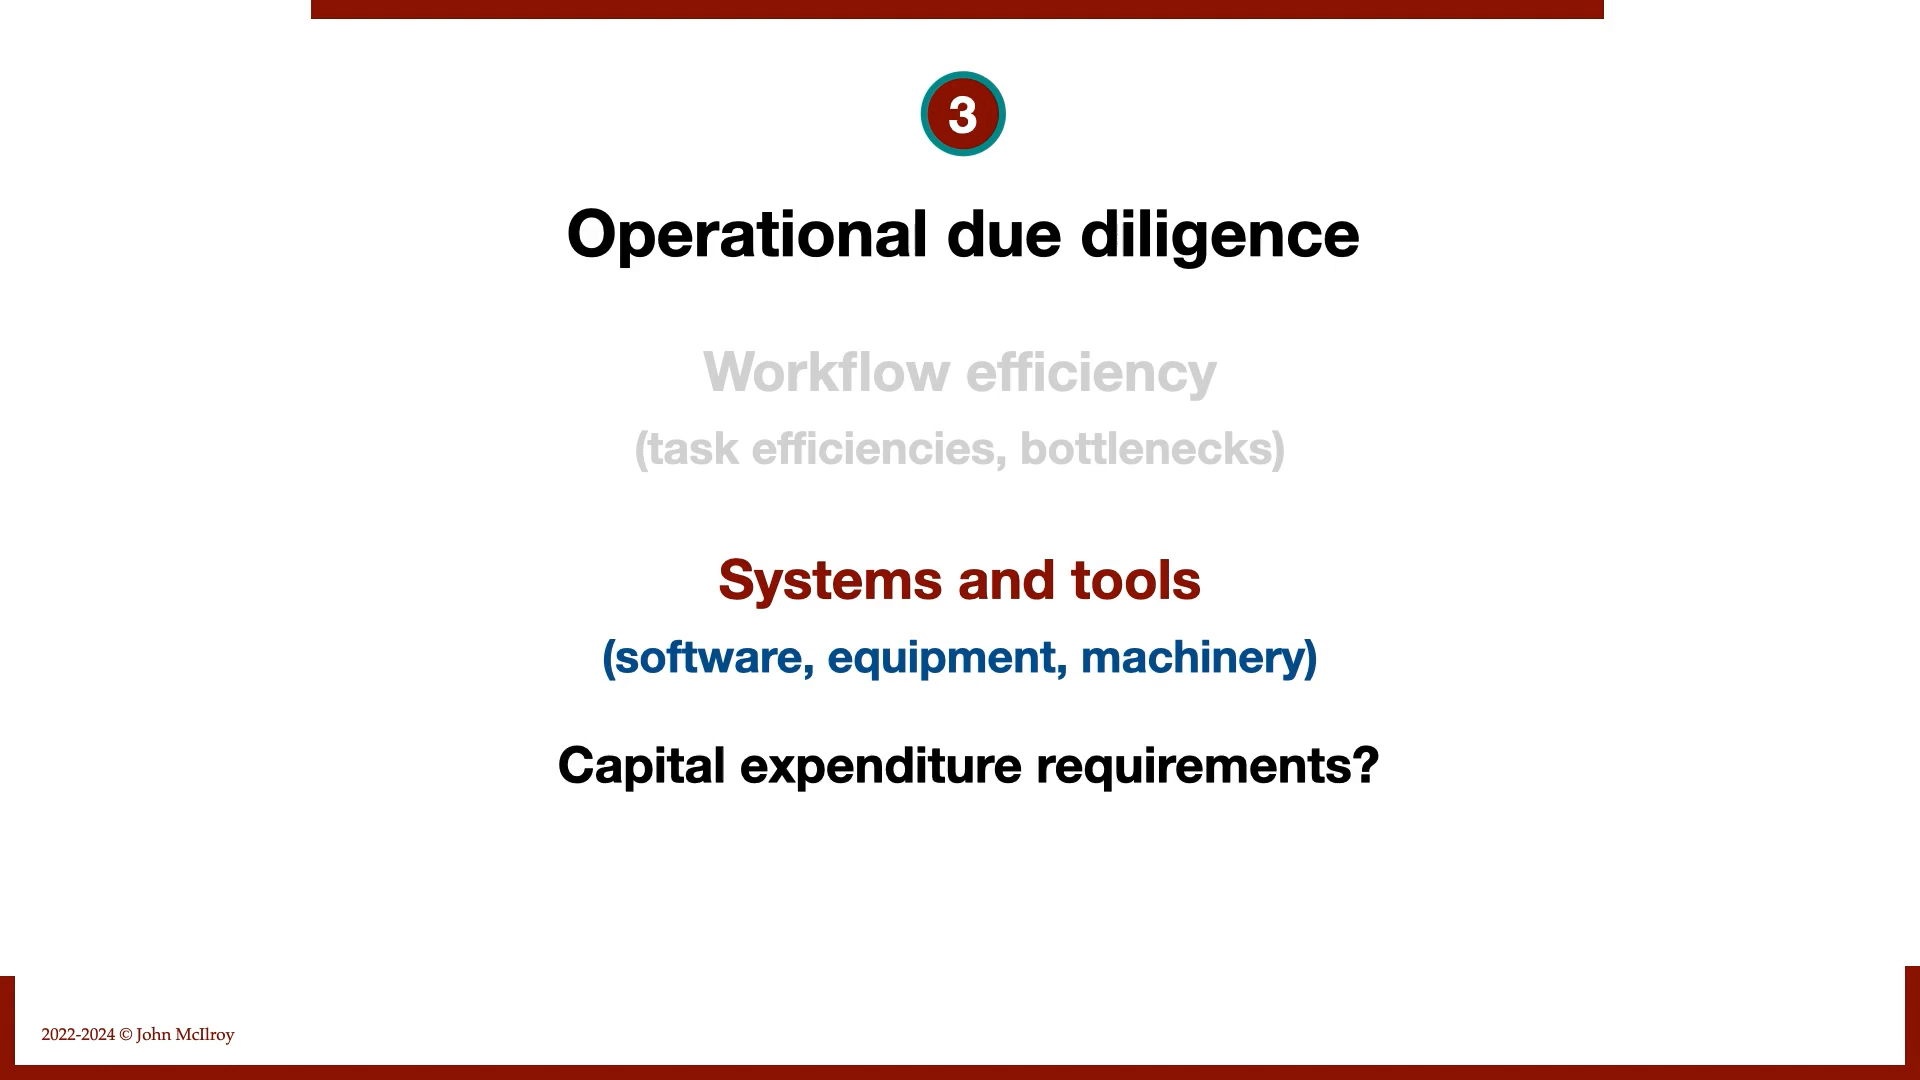 3
Operational due diligence
Workflow efficiency
(task efficiencies, bottlenecks)
Systems and tools
(software, equipment, machinery)
Capital expenditure requirements?
2022-2024 © John McIlroy